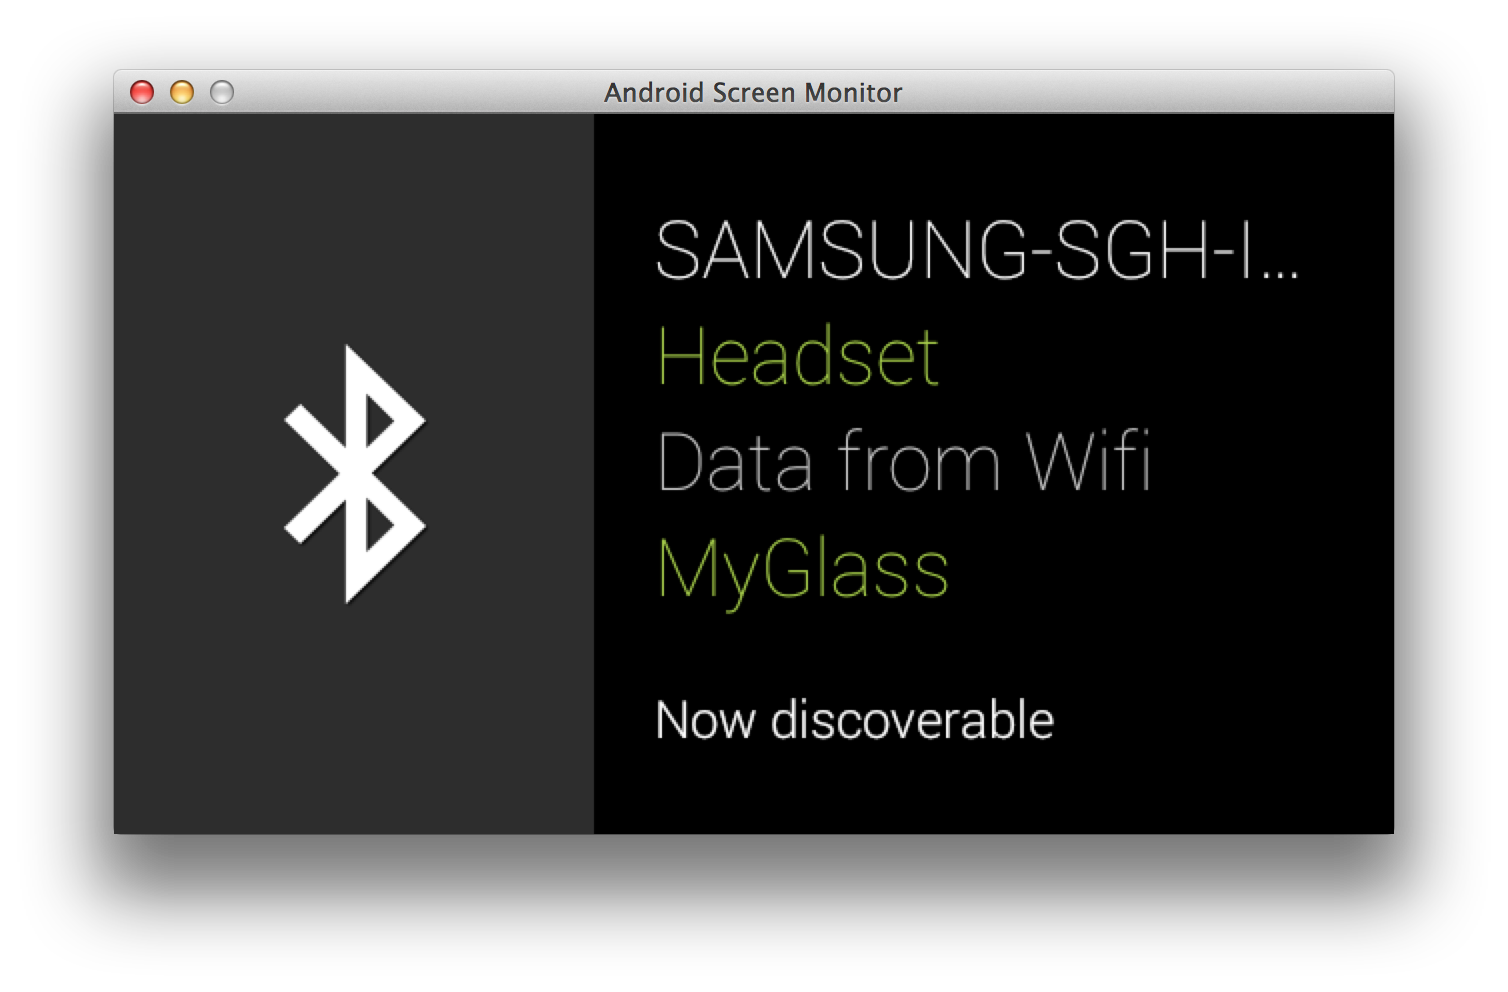 Android Screen Monitor
SAMSUNG-SGH-I...
Headset
Data from Wifi
MyGlass
Now discoverable